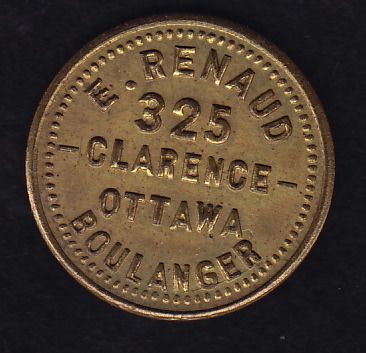 E. RENAUD
325
- CLARENCE -
OTTAWA
BOULANGER